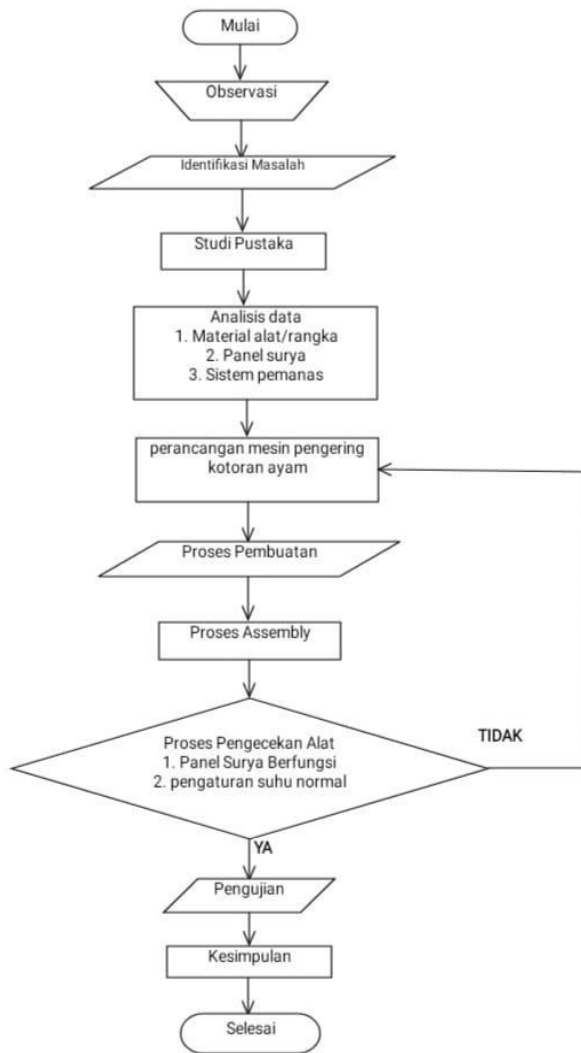 Mulai
Observasi
Identifikasi Masalah
Studi Pustaka
Analisis data
1. Material alat/rangka
2. Panel surya
3. Sistem pemanas
perancangan mesin pengering
kotoran ayam
Proses Pembuatan
Proses Assembly
Proses Pengecekan Alat
1. Panel Surya Berfungsi
2. pengaturan suhu normal
TIDAK
YA
Pengujian
Kesimpulan
Selesai